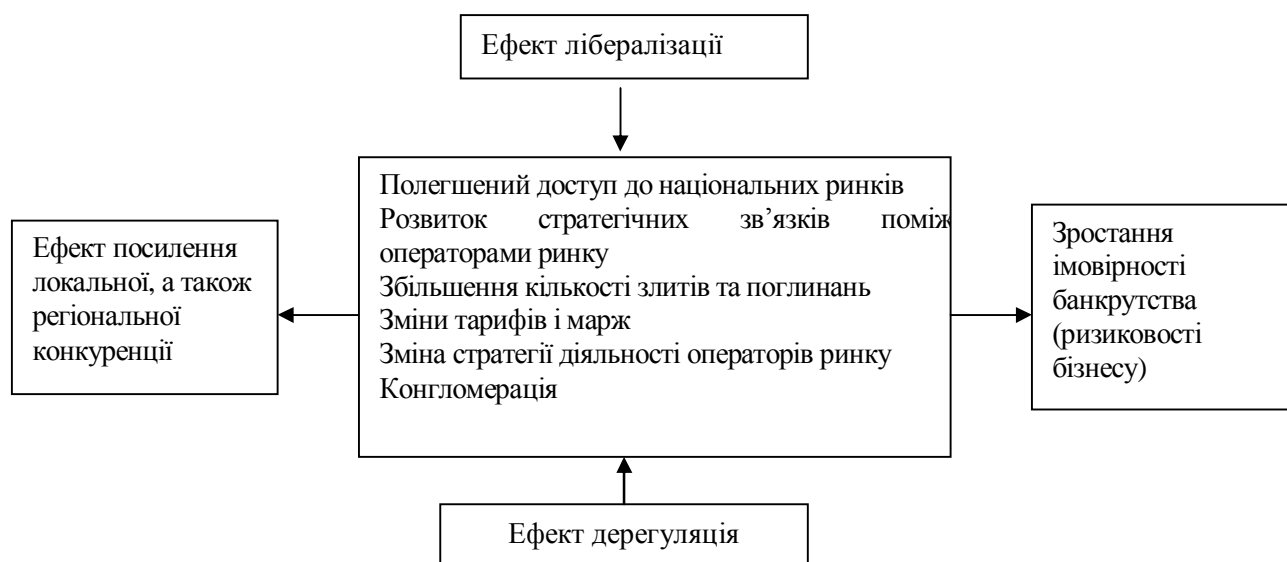 Ефект лібералізації
Полегшений доступ до національних ринків
Розвиток стратегічних зв’язків поміж
операторами ринку
Збільшення кількості злитів та поглинань
Зміни тарифів і марж
Зміна стратегії діяльності операторів ринку
Конгломерація
Ефект посилення
локальної, а також
регіональної
конкуренції
Зростання
імовірності
банкрутства
(ризиковості
бізнесу)
Ефект дерегуляція